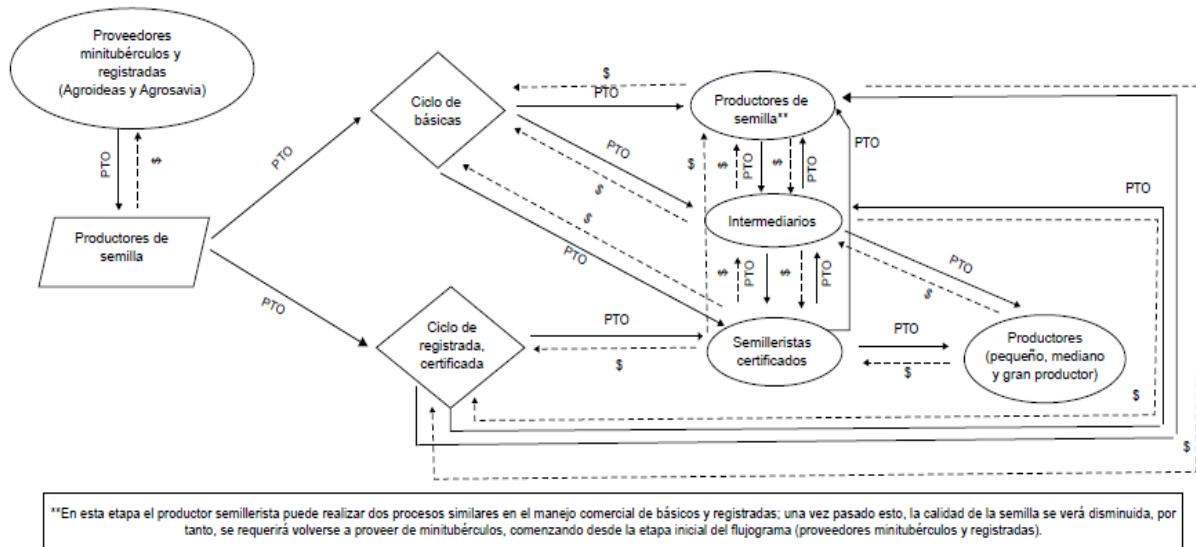 Proveedores
minitubérculos y
registradas
(Agroideas y Agrosavia)
PTO
$
Productores de
semilla
PTO
PTO
Ciclo de
básicas
Ciclo de
registrada,
certificada
$
PTO
PTO
$
$
PTO
PTO
$
Productores de
semilla**
$
$
PTO
$
PTO
Intermediarios
$
PTO
$
PTO
Semilleristas
certificados
PTO
PTO
PTO
$
PTO
$
Productores
(pequeño, mediano
y gran productor)
$
$
**En esta etapa el productor semillerista puede realizar dos procesos similares en el manejo comercial de básicos y registradas; una vez pasado esto, la calidad de la semilla se verá disminuida, por
tanto, se requerirá volverse a proveer de minitubérculos, comenzando desde la etapa inicial del flujograma (proveedores minitubérculos y registradas).